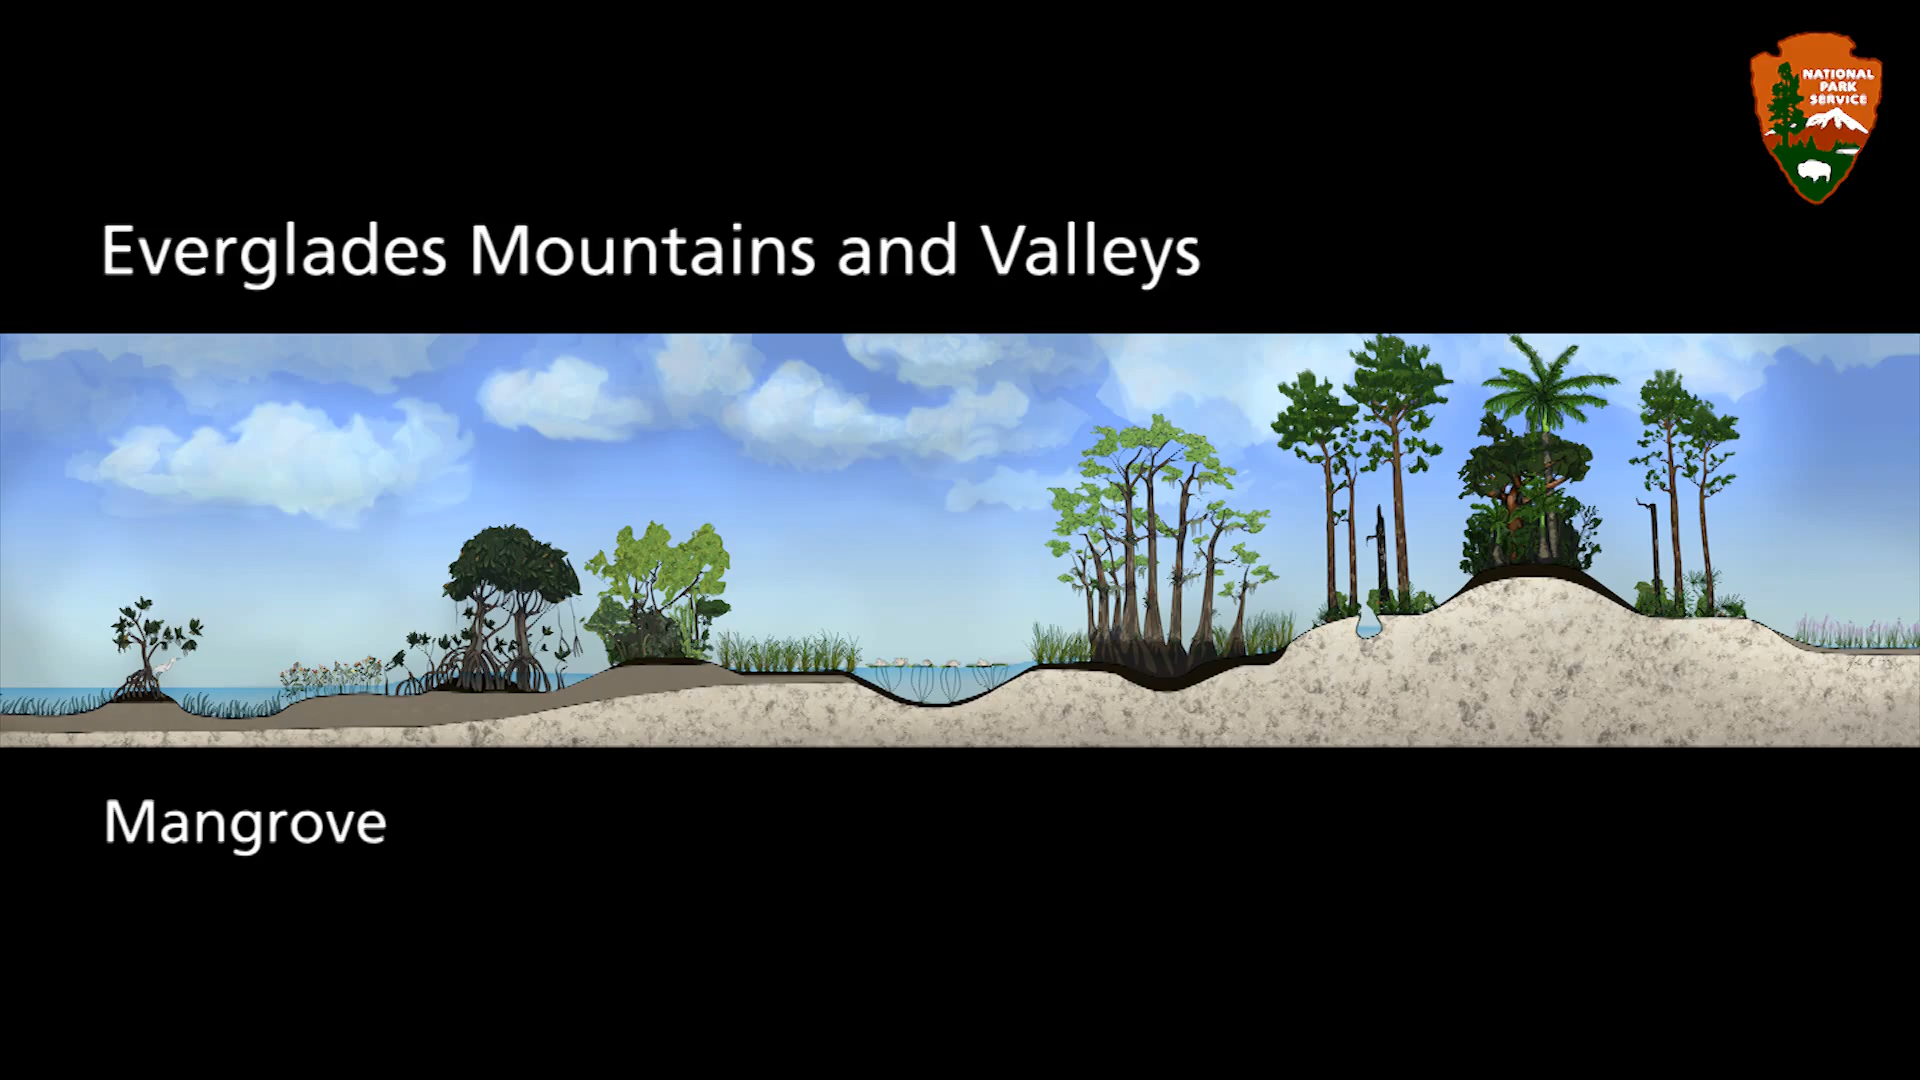 NATIONAL
PARK
SERVICE
Everglades Mountains and Valleys
Mangrove